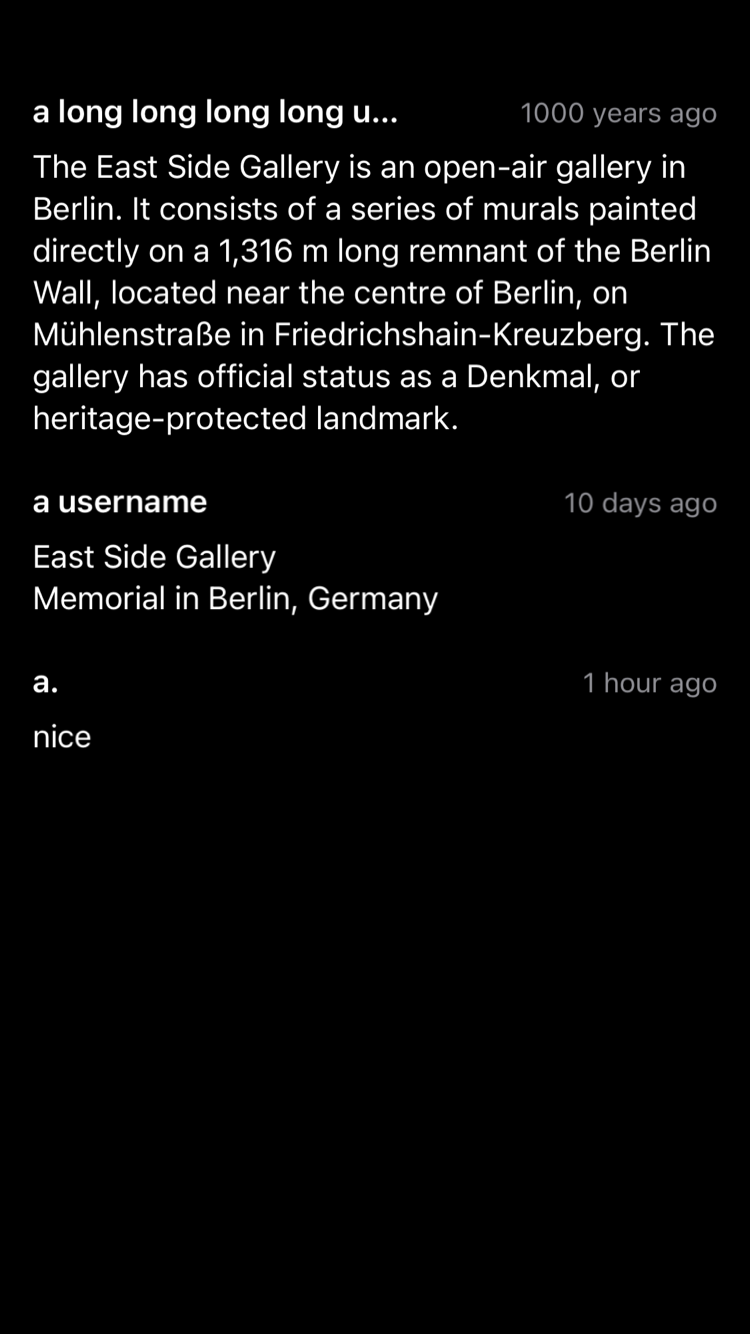 a long long long long u... 1000 years ago
The East Side Gallery is an open-air gallery in
Berlin. It consists of a series of murals painted
directly on a 1,316 m long remnant of the Berlin
Wall, located near the centre of Berlin, on
Mühlenstraße in Friedrichshain-Kreuzberg. The
gallery has official status as a Denkmal, or
heritage-protected landmark.
a username 10 days ago
East Side Gallery
Memorial in Berlin, Germany
a. 1 hour ago
nice